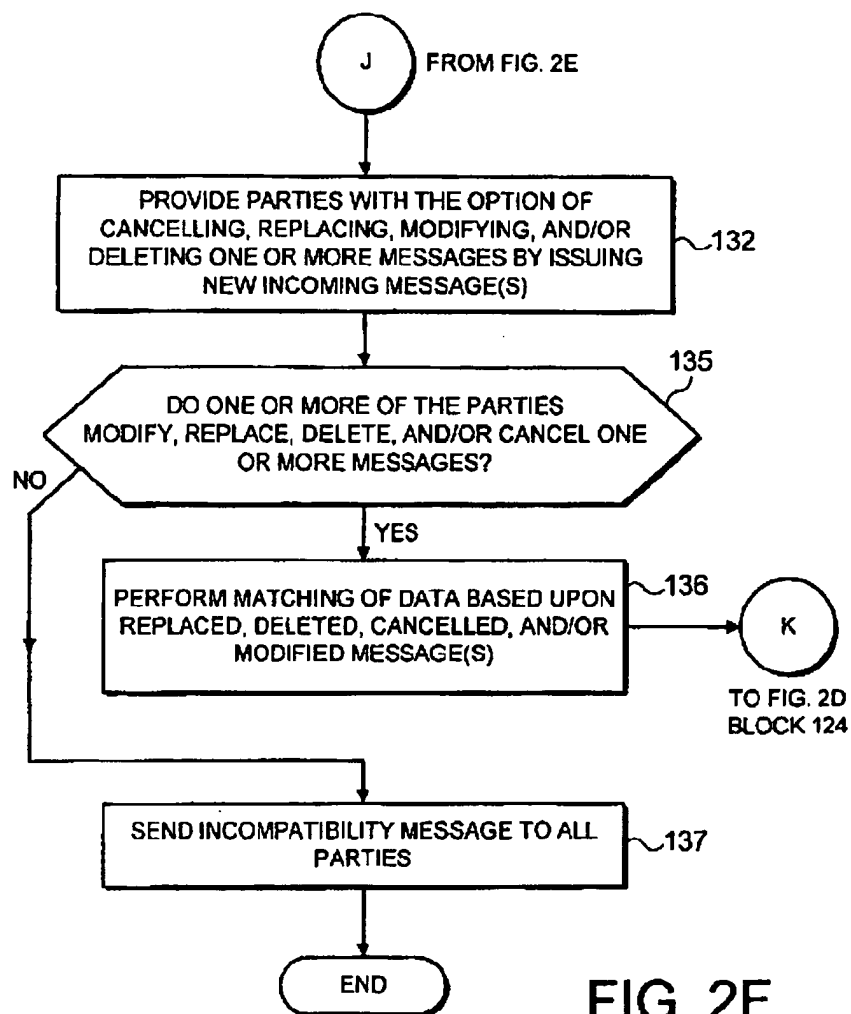 J
FROM FIG. 2E
PROVIDE PARTIES WITH THE OPTION OF
CANCELLING, REPLACING, MODIFYING, AND/OR
DELETING ONE OR MORE MESSAGES BY ISSUING
NEW INCOMING MESSAGE(S)
132
135
DO ONE OR MORE OF THE PARTIES
MODIFY, REPLACE, DELETE, AND/OR CANCEL ONE
OR MORE MESSAGES?
NO
YES
PERFORM MATCHING OF DATA BASED UPON
REPLACED, DELETED, CANCELLED, AND/OR
MODIFIED MESSAGE(S)
136
K
TO FIG. 2D
BLOCK 124
SEND INCOMPATIBILITY MESSAGE TO ALL
PARTIES
137
END
FIG. 2F